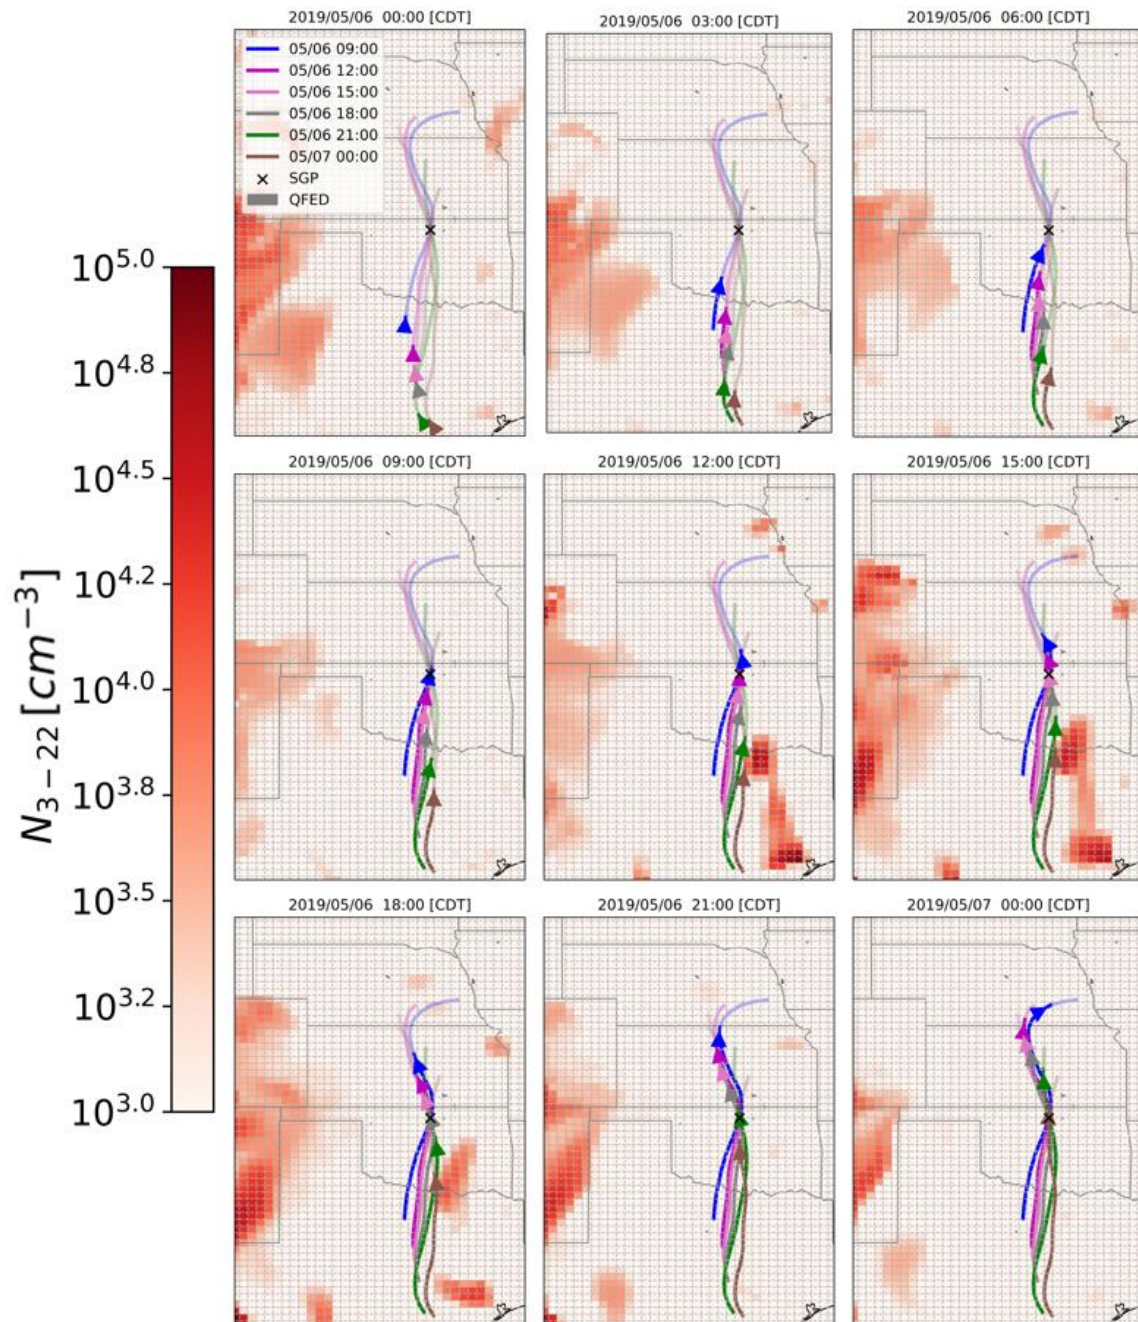 2019/05/06 00:00 [CDT]
2019/05/06 03:00 [CDT]
2019/05/06 06:00 [CDT]
05/06 09:00
05/06 12:00
05/06 15:00
05/06 18:00
05/06 21:00
05/07 00:00
SGP
QFED
N3−22 [cm−3]
10^5.0
10^4.8
10^4.5
10^4.2
10^4.0
10^3.8
10^3.5
10^3.2
10^3.0
2019/05/06 09:00 [CDT]
2019/05/06 12:00 [CDT]
2019/05/06 15:00 [CDT]
2019/05/06 18:00 [CDT]
2019/05/06 21:00 [CDT]
2019/05/07 00:00 [CDT]